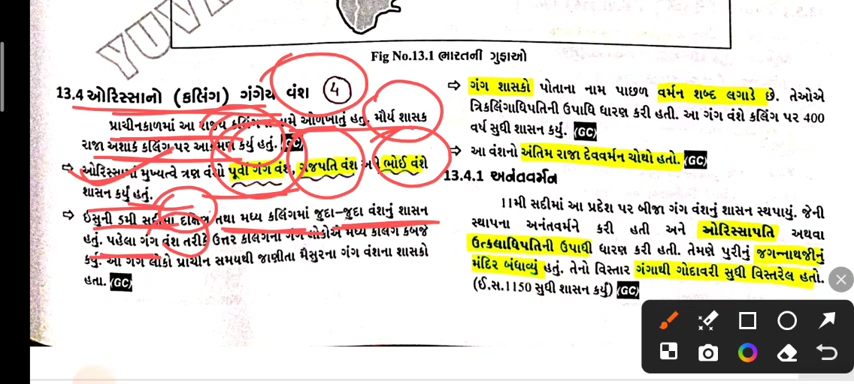 YUV
Fig No.13.1 ભારતની ગુફાઓ
13.4 ઓરિસ્સાનો (કલિંગ) ગંગેય વંશ 4
પ્રાચીનકાળમાં આ રાજ્ય કલિંગ નામે ઓળખાતું હતું. મૌર્ય શાસક
રાજા અશોકે કલિંગ પર આક્રમણ કર્યું હતું. (GC)
⇨ ઓરિસ્સામાં મુખ્યત્વે ત્રણ વંશો પૂર્વી ગંગ વંશ, ગજપતિ વંશ અને ભોઈ વંશે
શાસન કર્યું હતું.
⇨ ઈસુની ૭મી સદીમાં દક્ષિણ તથા મધ્ય કલિંગમાં જુદા-જુદા વંશનું શાસન
હતું. પહેલા ગંગ વંશ તરીકે ઉત્તર કલિંગના ગંગ લોકોએ મધ્ય કલિંગ કબજે
કર્યુ. આ ગંગ લોકો પ્રાચીન સમયથી જાણીતા મૈસુરના ગંગ વંશના શાસકો
હતા. (GC)
⇨ ગંગ શાસકો પોતાના નામ પાછળ વર્મન શબ્દ લગાડે છે. તેઓએ
ત્રિકલિંગાધિપતિની ઉપાધિ ધારણ કરી હતી. આ ગંગ વંશે કલિંગ પર 400
વર્ષ સુધી શાસન કર્યું. (GC)
⇨ આ વંશનો અંતિમ રાજા દેવવર્મન ચોથો હતો. (GC)
13.4.1 અનંતવર્મન
11મી સદીમાં આ પ્રદેશ પર બીજા ગંગ વંશનું શાસન સ્થપાયું. જેની
સ્થાપના અનંતવર્મને કરી હતી અને ઓરિસ્સાપતિ અથવા
ઉત્કલાધિપતિની ઉપાધી ધારણ કરી હતી. તેમણે પુરીનું જગન્નાથજીનું
મંદિર બંધાવ્યું હતું. તેનો વિસ્તાર ગંગાથી ગોદાવરી સુધી વિસ્તરેલ હતો.
(ઈ.સ.1150 સુધી શાસન કર્યું) (GC)